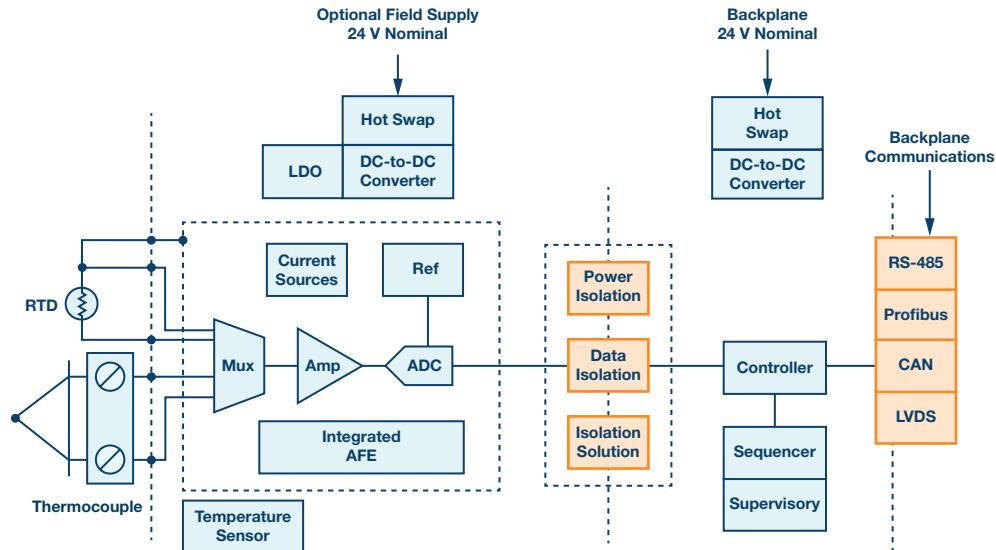 Optional Field Supply
24 V Nominal
Backplane
24 V Nominal
Hot Swap
LDO
DC-to-DC
Converter
Hot
Swap
DC-to-DC
Converter
Backplane
Communications
RTD
Current
Sources
Ref
Mux
Amp
ADC
Integrated
AFE
Thermocouple
Temperature
Sensor
Power
Isolation
Data
Isolation
Isolation
Solution
Controller
Sequencer
Supervisory
RS-485
Profibus
CAN
LVDS